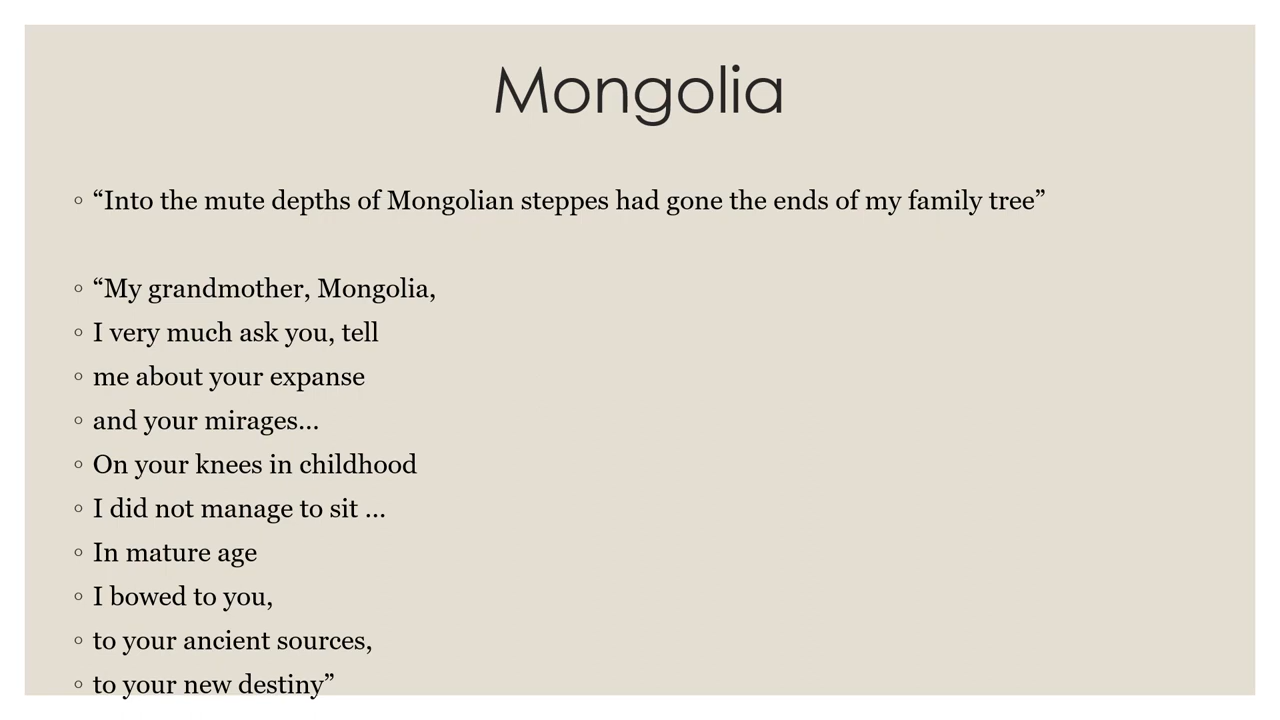 Mongolia
◦ “Into the mute depths of Mongolian steppes had gone the ends of my family tree”
◦ “My grandmother, Mongolia,
◦ I very much ask you, tell
◦ me about your expanse
◦ and your mirages…
◦ On your knees in childhood
◦ I did not manage to sit …
◦ In mature age
◦ I bowed to you,
◦ to your ancient sources,
◦ to your new destiny”